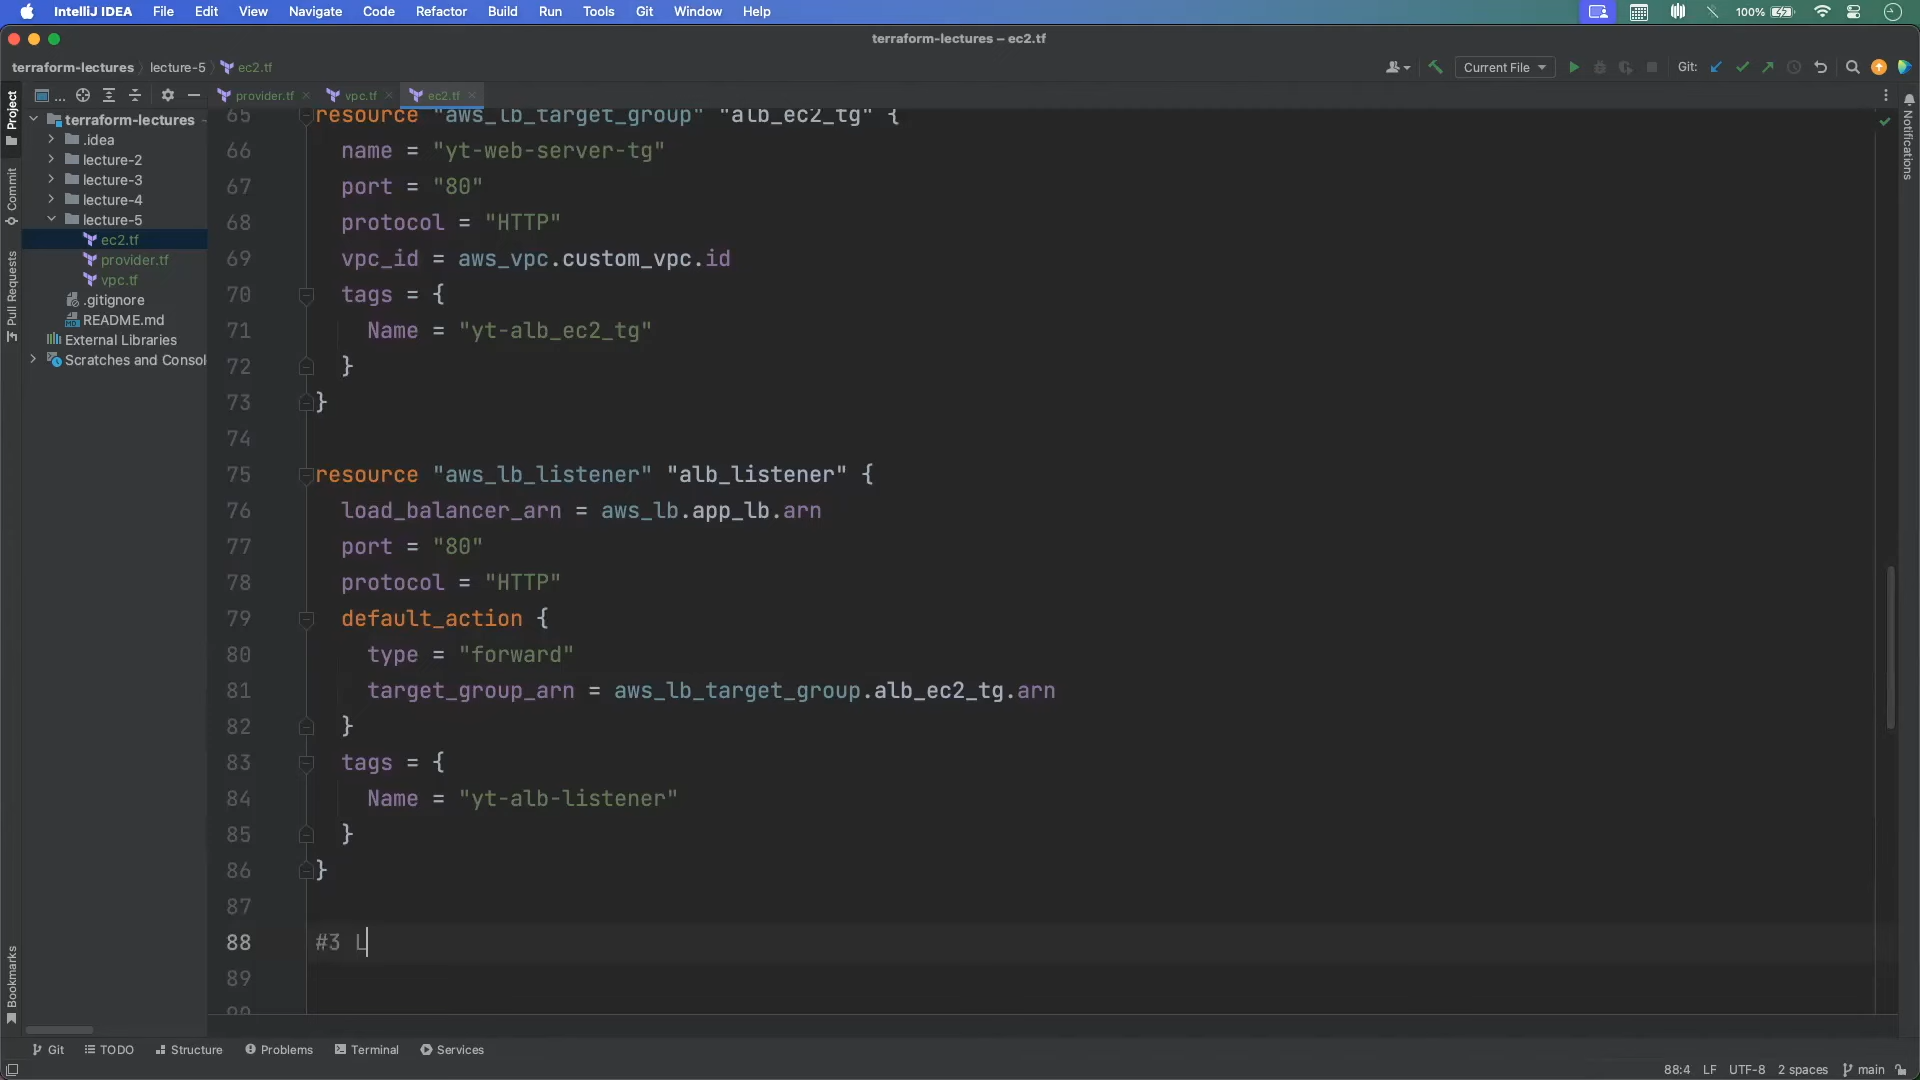 IntelliJ IDEA File Edit View Navigate Code Refactor Build Run Tools Git Window Help 100%
terraform-lectures – ec2.tf
terraform-lectures lecture-5 ec2.tf Current File Git:
... provider.tf vpc.tf ec2.tf
Project
Commit
Pull Requests
Bookmarks
Notifications
terraform-lectures
.idea
lecture-2
lecture-3
lecture-4
lecture-5
ec2.tf
provider.tf
vpc.tf
.gitignore
README.md
External Libraries
Scratches and Consol
65 resource "aws_lb_target_group" "alb_ec2_tg" {
66 name = "yt-web-server-tg"
67 port = "80"
68 protocol = "HTTP"
69 vpc_id = aws_vpc.custom_vpc.id
70 tags = {
71 Name = "yt-alb_ec2_tg"
72 }
73 }
74
75 resource "aws_lb_listener" "alb_listener" {
76 load_balancer_arn = aws_lb.app_lb.arn
77 port = "80"
78 protocol = "HTTP"
79 default_action {
80 type = "forward"
81 target_group_arn = aws_lb_target_group.alb_ec2_tg.arn
82 }
83 tags = {
84 Name = "yt-alb-listener"
85 }
86 }
87
88 #3 L
89
90
Git TODO Structure Problems Terminal Services
88:4 LF UTF-8 2 spaces main